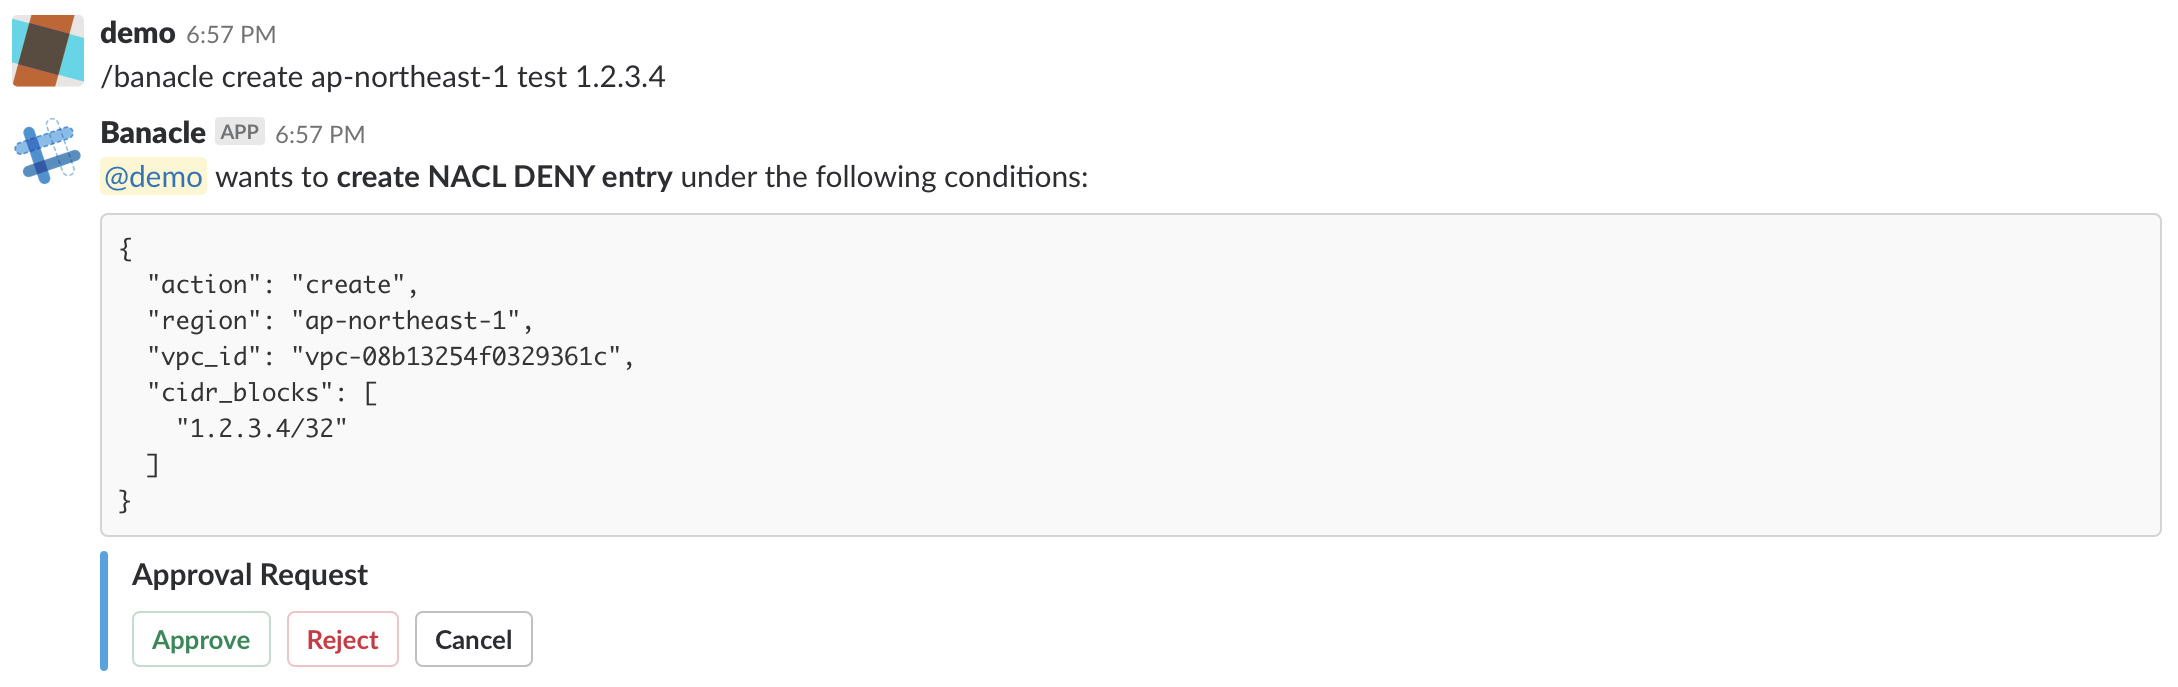 demo 6:57 PM
/banacle create ap-northeast-1 test 1.2.3.4
Banacle APP 6:57 PM
@demo wants to create NACL DENY entry under the following conditions:
{
  "action": "create",
  "region": "ap-northeast-1",
  "vpc_id": "vpc-08b13254f0329361c",
  "cidr_blocks": [
    "1.2.3.4/32"
  ]
}
Approval Request
Approve Reject Cancel